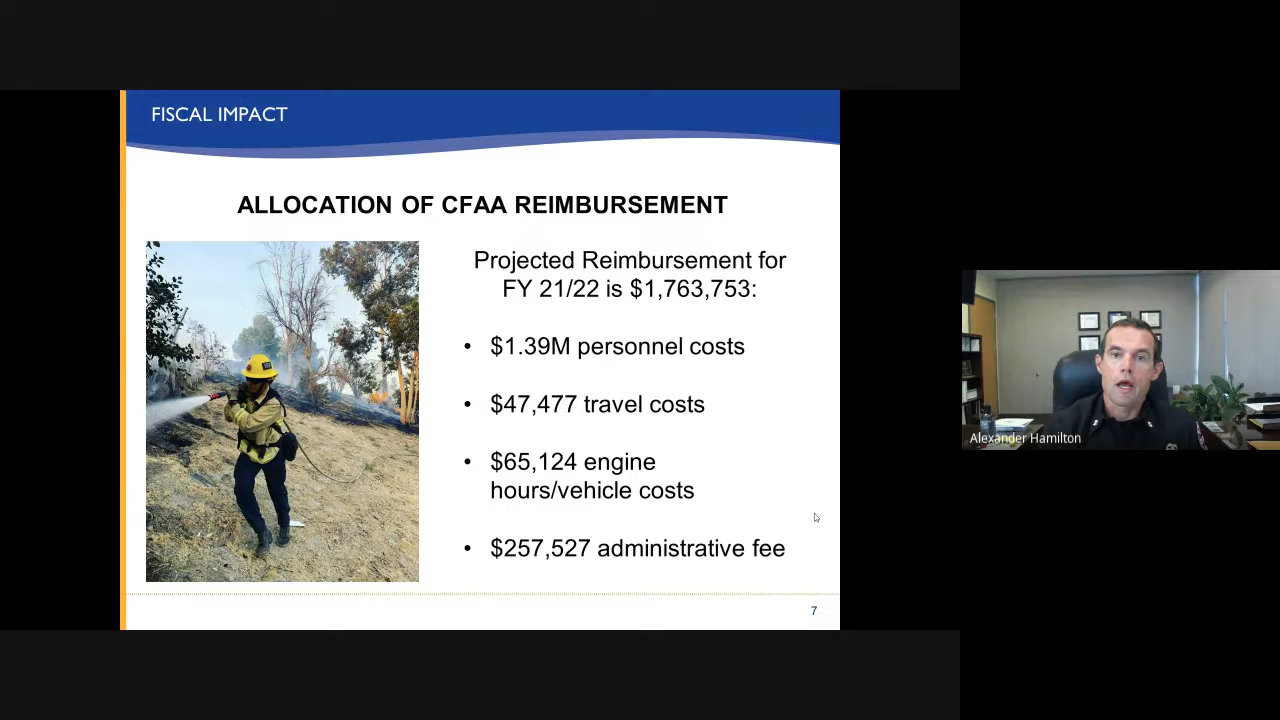 FISCAL IMPACT
ALLOCATION OF CFAA REIMBURSEMENT
Projected Reimbursement for
FY 21/22 is $1,763,753:
• $1.39M personnel costs
• $47,477 travel costs
• $65,124 engine
hours/vehicle costs
• $257,527 administrative fee
7
Alexander Hamilton